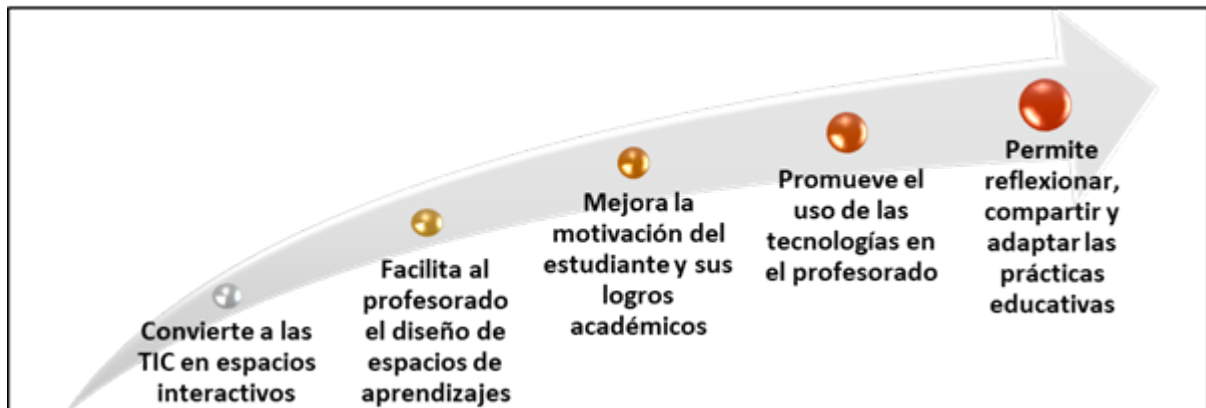 Convierte a las
TIC en espacios
interactivos
Facilita al
profesorado
el diseño de
espacios de
aprendizajes
Mejora la
motivación del
estudiante y sus
logros
académicos
Promueve el
uso de las
tecnologías en
el profesorado
Permite
reflexionar,
compartir y
adaptar las
prácticas
educativas